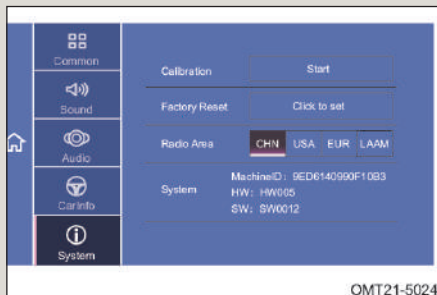 Common
Sound
Audio
CarInfo
System
Calibration Start
Factory Reset Click to set
Radio Area CHN USA EUR LAAM
System MachineID: 9ED6140990F10B3
HW: HW005
SW: SW0012
OMT21-5024